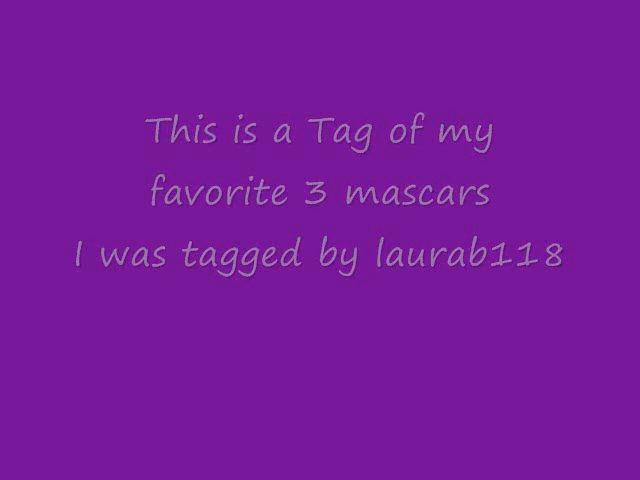 This is a Tag of my
favorite 3 mascars
I was tagged by laurab118